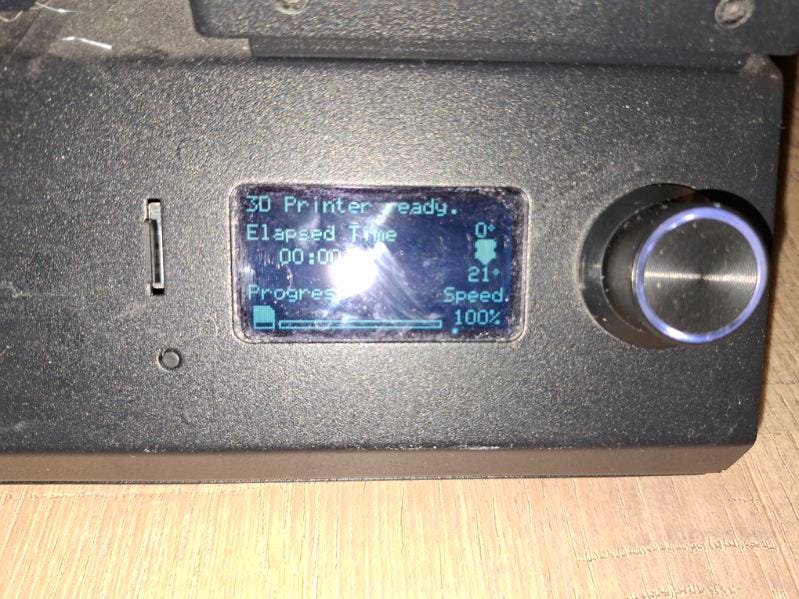 3D Printer ready.
Elapsed Time
0°
00:00
21°
Speed
100%